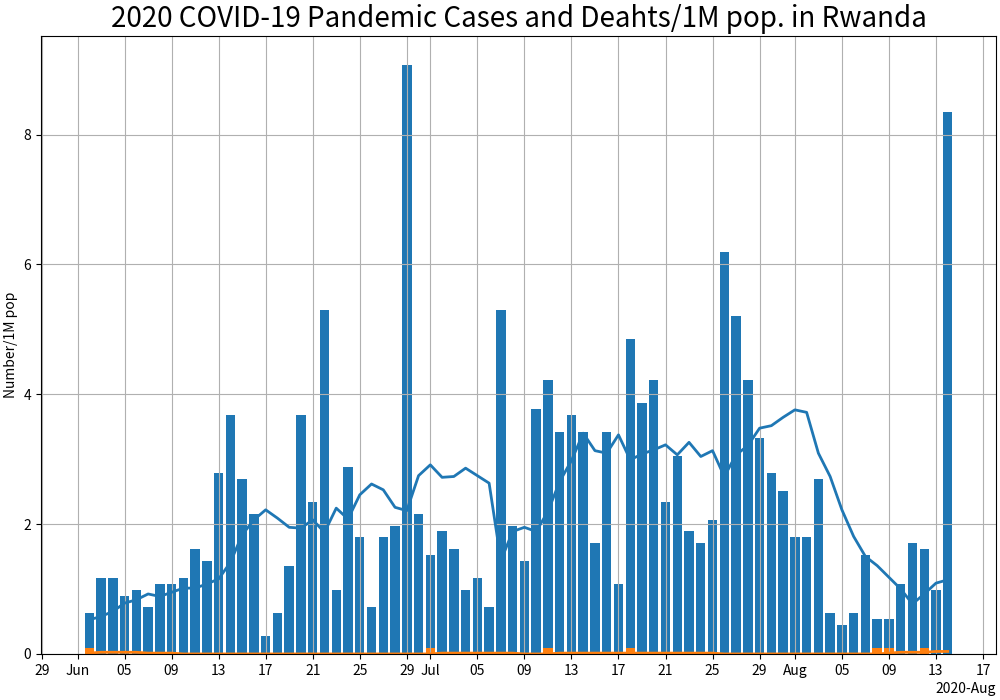 2020 COVID-19 Pandemic Cases and Deahts/1M pop. in Rwanda
Number/1M pop
8
6
4
2
0
29 Jun 05 09 13 17 21 25 29 Jul 05 09 13 17 21 25 29 Aug 05 09 13 17
2020-Aug